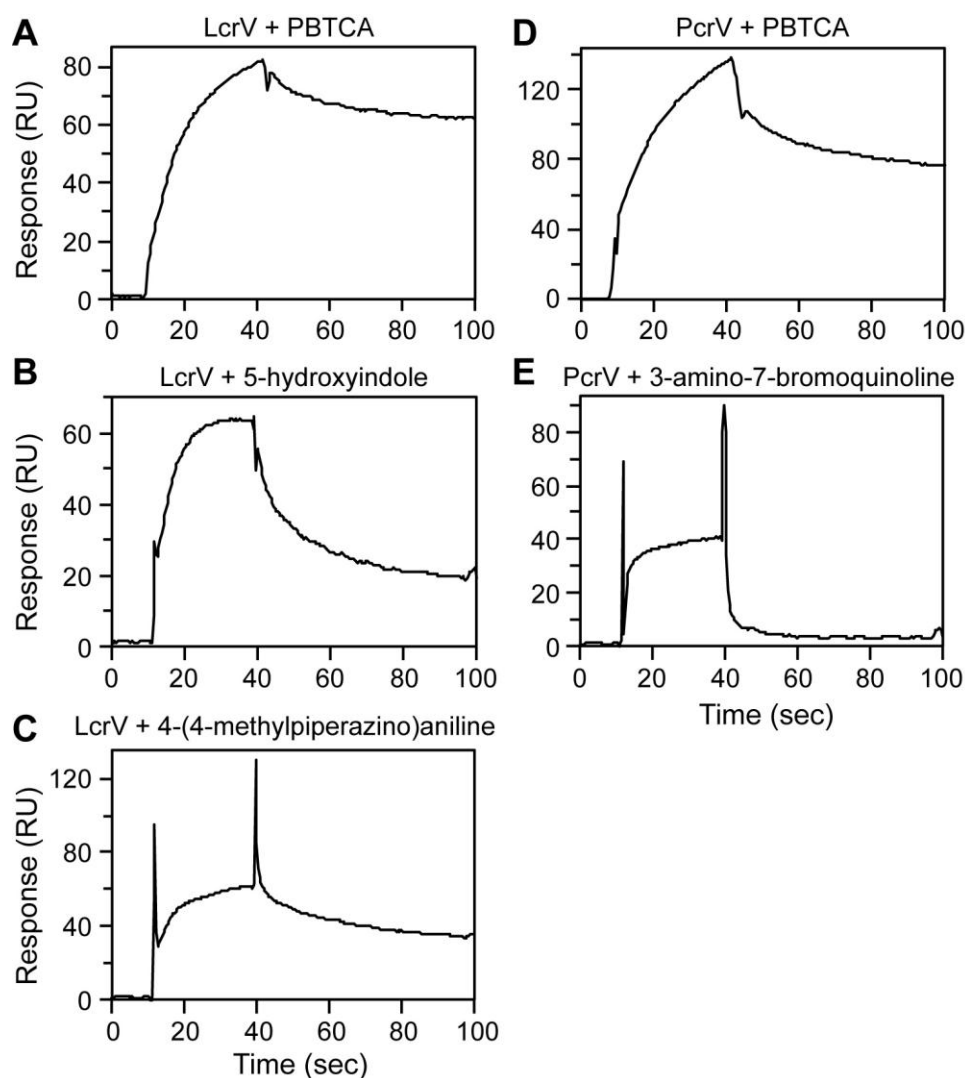 A
LcrV + PBTCA
Response (RU)
80
60
40
20
0
0 20 40 60 80 100
B
LcrV + 5-hydroxyindole
Response (RU)
60
40
20
0
0 20 40 60 80 100
C
LcrV + 4-(4-methylpiperazino)aniline
Response (RU)
120
80
40
0
0 20 40 60 80 100
Time (sec)
D
PcrV + PBTCA
120
80
40
0
0 20 40 60 80 100
E
PcrV + 3-amino-7-bromoquinoline
80
60
40
20
0
0 20 40 60 80 100
Time (sec)